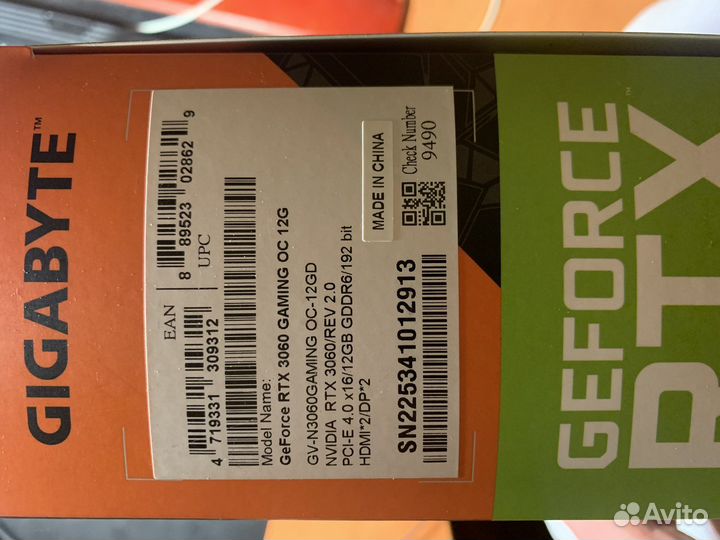 GIGABYTE™
EAN
4 719331 309312
8 89523 02862 9
UPC
Model Name:
GeForce RTX 3060 GAMING OC 12G
GV-N3060GAMING OC-12GD
NVIDIA RTX 3060/REV 2.0
PCI-E 4.0 x16/12GB GDDR6/192 bit
HDMI*2/DP*2
SN225341012913
MADE IN CHINA
Check Number
9490
GEFORCE
RTX
Avito